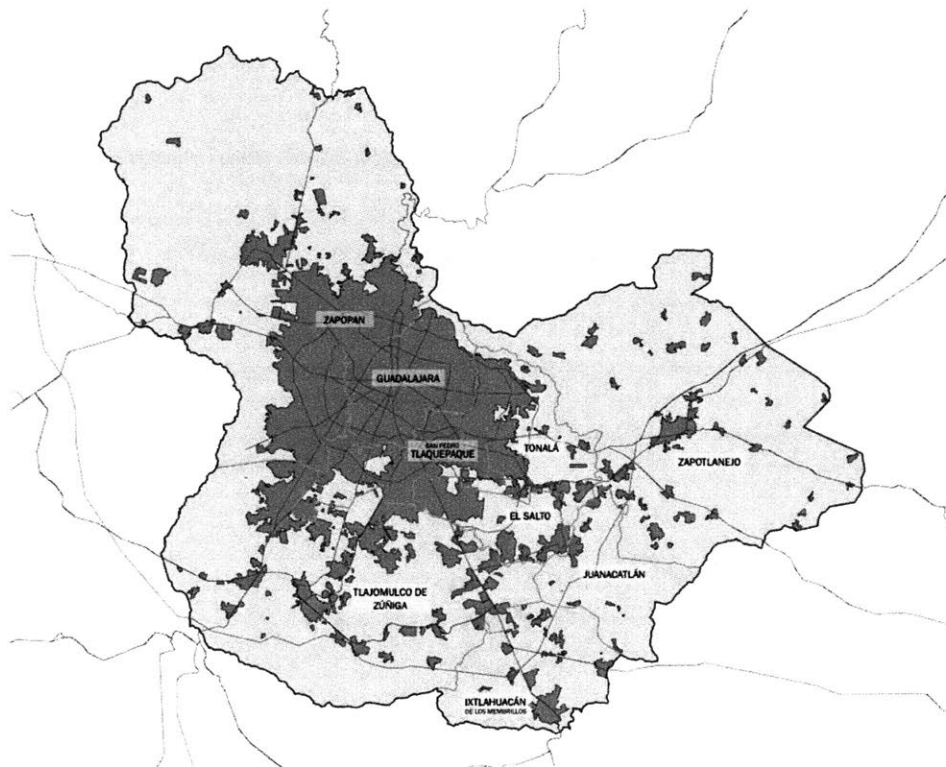 ZAPOPAN
GUADALAJARA
SAN PEDRO
TLAQUEPAQUE
TONALÁ
ZAPOTLANEJO
EL SALTO
JUANACATLÁN
TLAJOMULCO DE
ZÚÑIGA
IXTLAHUACÁN
DE LOS MEMBRILLOS